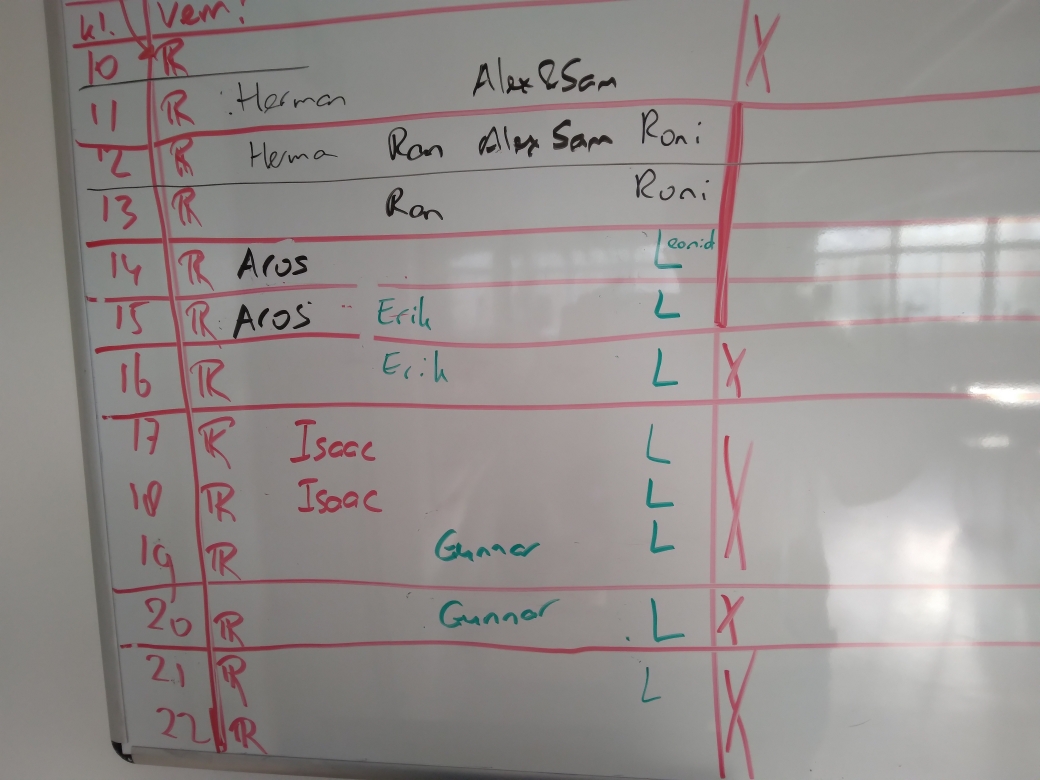 kl. Vem?
10 R X
11 R Herman Alex & Sam
12 R Herma Ron Alex Sam Roni
13 R Ron Roni
14 R Aros Leonid
15 R Aros Erik L
16 R Erik L X
17 R Isaac L
18 R Isaac L X
19 R Gunnar L
20 R Gunnar L X
21 R L
22 R X